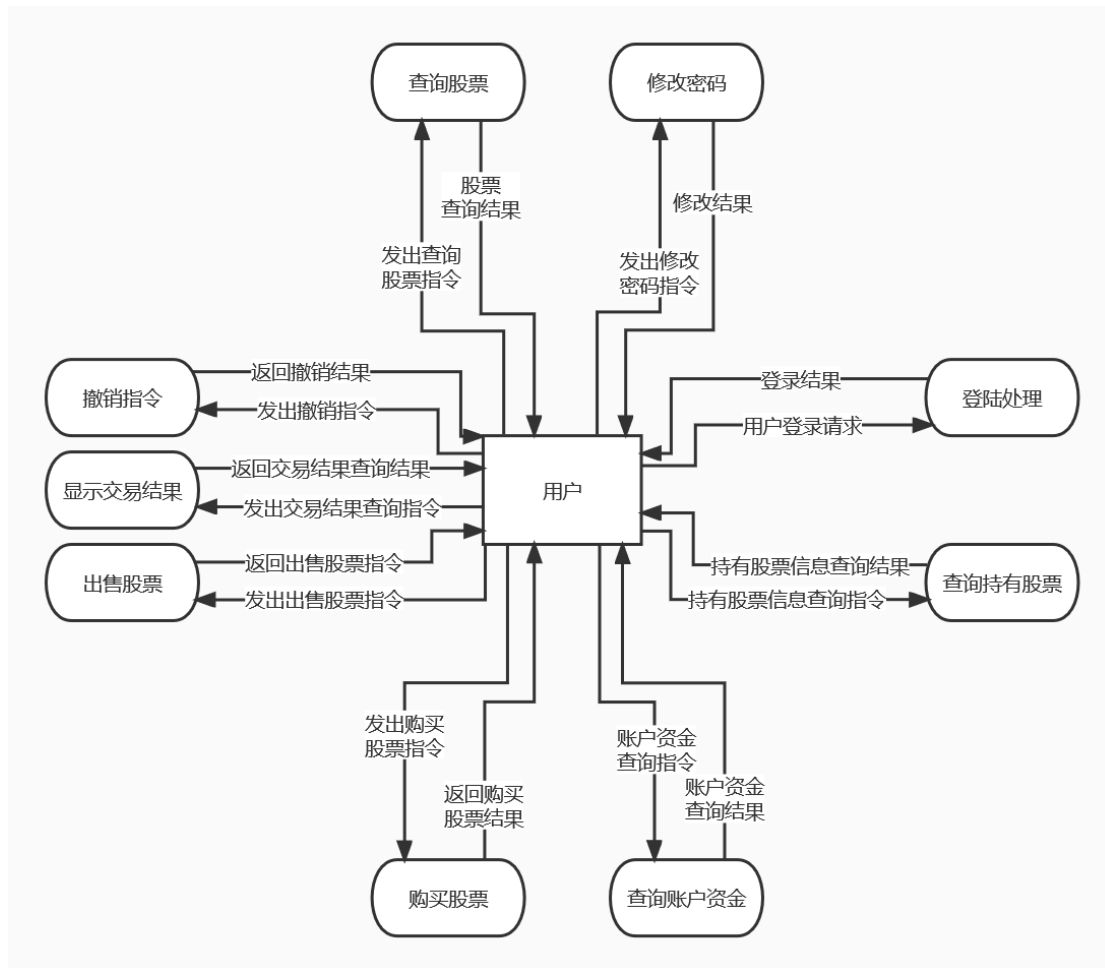 查询股票
修改密码
股票
查询结果
修改结果
发出查询
股票指令
发出修改
密码指令
返回撤销结果
登录结果
撤销指令
登陆处理
发出撤销指令
用户登录请求
返回交易结果查询结果
显示交易结果
用户
发出交易结果查询指令
返回出售股票指令
持有股票信息查询结果
出售股票
查询持有股票
发出出售股票指令
持有股票信息查询指令
发出购买
股票指令
账户资金
查询指令
返回购买
股票结果
账户资金
查询结果
购买股票
查询账户资金